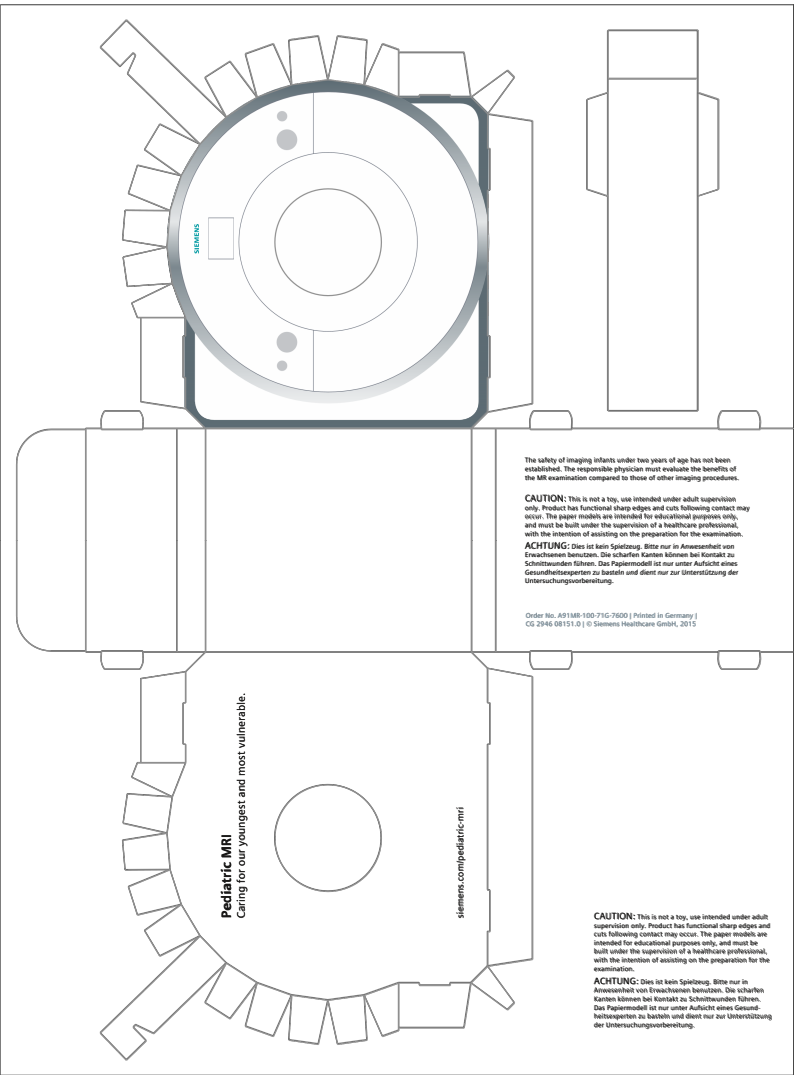 SIEMENS
The safety of imaging infants under two years of age has not been
established. The responsible physician must evaluate the benefits of
the MR examination compared to those of other imaging procedures.
CAUTION: This is not a toy, use intended under adult supervision
only. Product has functional sharp edges and cuts following contact may
occur. The paper models are intended for educational purposes only,
and must be built under the supervision of a healthcare professional,
with the intention of assisting on the preparation for the examination.
ACHTUNG: Dies ist kein Spielzeug. Bitte nur in Anwesenheit von
Erwachsenen benutzen. Die scharfen Kanten können bei Kontakt zu
Schnittwunden führen. Das Papiermodell ist nur unter Aufsicht eines
Gesundheitsexperten zu basteln und dient nur zur Unterstützung der
Untersuchungsvorbereitung.
Order No. A91MR-100-71G-7600 | Printed in Germany |
CG 2946 08151.0 | © Siemens Healthcare GmbH, 2015
Pediatric MRI
Caring for our youngest and most vulnerable.
siemens.com/pediatric-mri
CAUTION: This is not a toy, use intended under adult
supervision only. Product has functional sharp edges and
cuts following contact may occur. The paper models are
intended for educational purposes only, and must be
built under the supervision of a healthcare professional,
with the intention of assisting on the preparation for the
examination.
ACHTUNG: Dies ist kein Spielzeug. Bitte nur in
Anwesenheit von Erwachsenen benutzen. Die scharfen
Kanten können bei Kontakt zu Schnittwunden führen.
Das Papiermodell ist nur unter Aufsicht eines Gesund-
heitsexperten zu basteln und dient nur zur Unterstützung
der Untersuchungsvorbereitung.